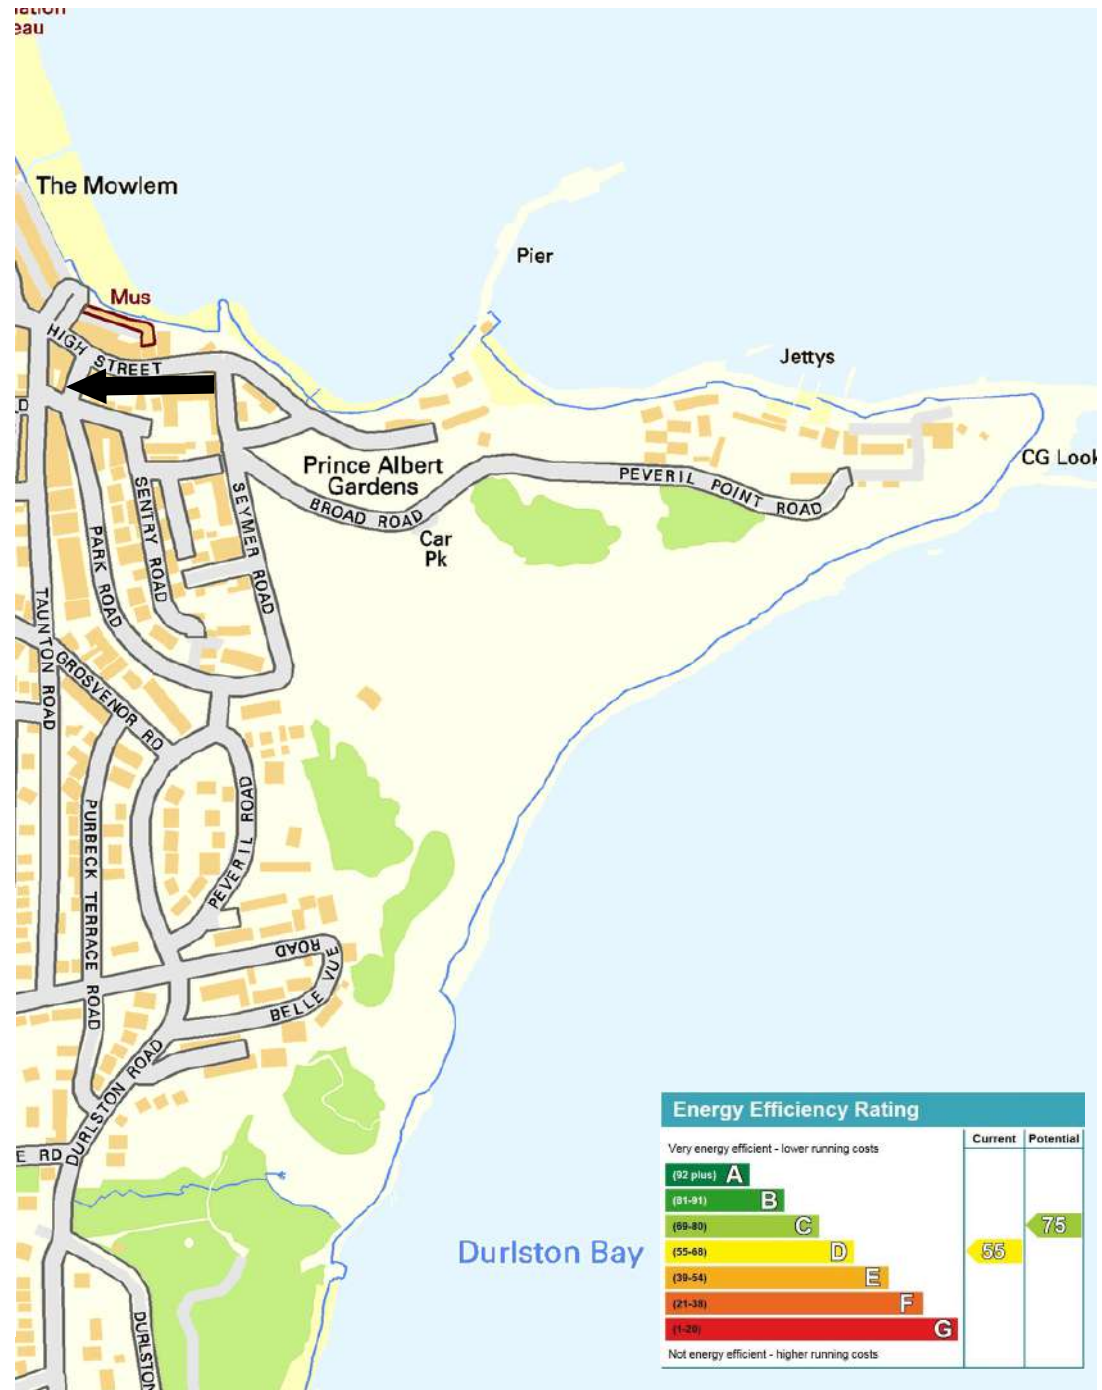 eau
The Mowlem
Pier
Mus
HIGH STREET
Jettys
D
Prince Albert
Gardens
CG Look
PEVERIL POINT ROAD
BROAD ROAD
SEYMER ROAD
SENTRY ROAD
Car
Pk
PARK ROAD
TAUNTON ROAD
GROSVENOR RD
PEVERIL ROAD
PURBECK TERRACE ROAD
BELLE VUE
ROAD
DURLSTON ROAD
E RD
Durlston Bay
DURLSTON
Energy Efficiency Rating
Current
Potential
Very energy efficient - lower running costs
(92 plus) A
(81-91) B
(69-80) C
75
(55-68) D
55
(39-54) E
(21-38) F
(1-20) G
Not energy efficient - higher running costs